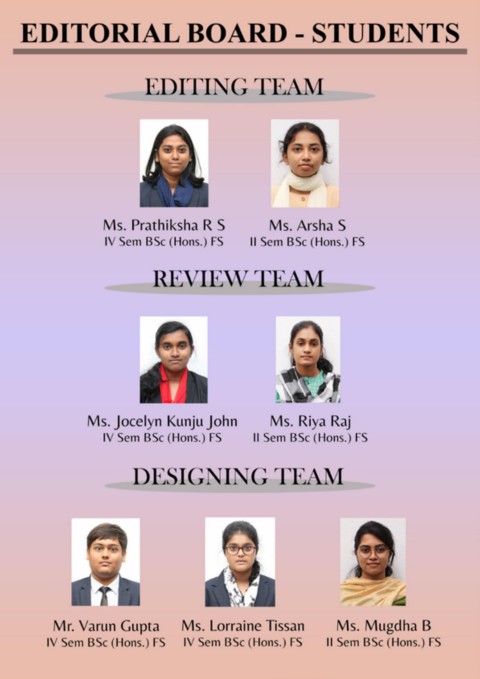 EDITORIAL BOARD - STUDENTS
EDITING TEAM
Ms. Prathiksha R S
IV Sem BSc (Hons.) FS
Ms. Arsha S
II Sem BSc (Hons.) FS
REVIEW TEAM
Ms. Jocelyn Kunju John
IV Sem BSc (Hons.) FS
Ms. Riya Raj
II Sem BSc (Hons.) FS
DESIGNING TEAM
Mr. Varun Gupta
IV Sem BSc (Hons.) FS
Ms. Lorraine Tissan
IV Sem BSc (Hons.) FS
Ms. Mugdha B
II Sem BSc (Hons.) FS